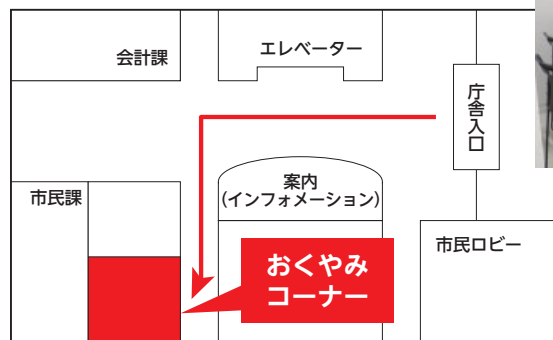 会計課
エレベーター
庁舎入口
案内
(インフォメーション)
市民課
市民ロビー
おくやみ
コーナー